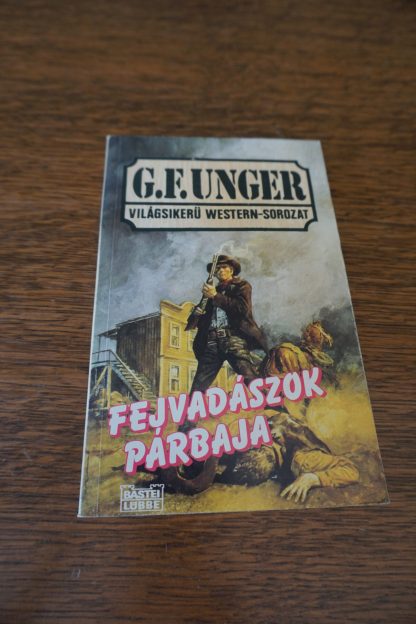 G.F.UNGER
VILÁGSIKERŰ WESTERN-SOROZAT
FEJVADÁSZOK
PÁRBAJA
BASTEI
LÜBBE